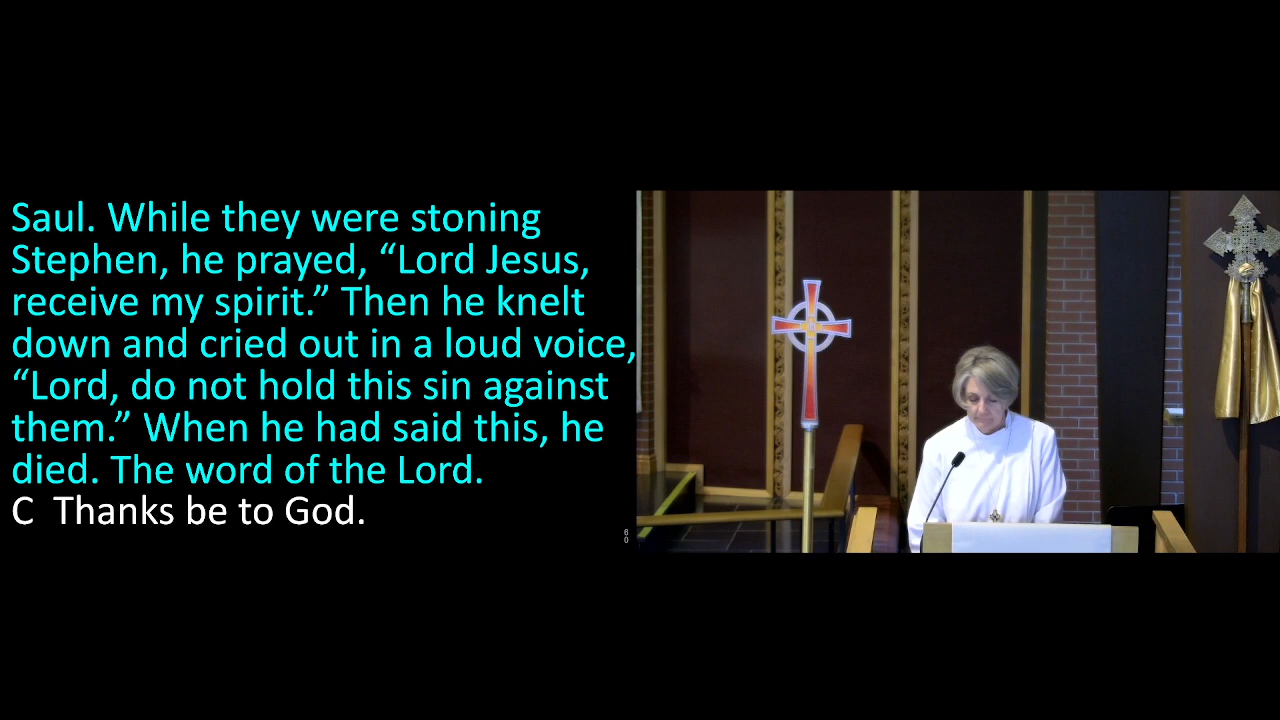 Saul. While they were stoning
Stephen, he prayed, “Lord Jesus,
receive my spirit.” Then he knelt
down and cried out in a loud voice,
“Lord, do not hold this sin against
them.” When he had said this, he
died. The word of the Lord.
C  Thanks be to God.
6
0